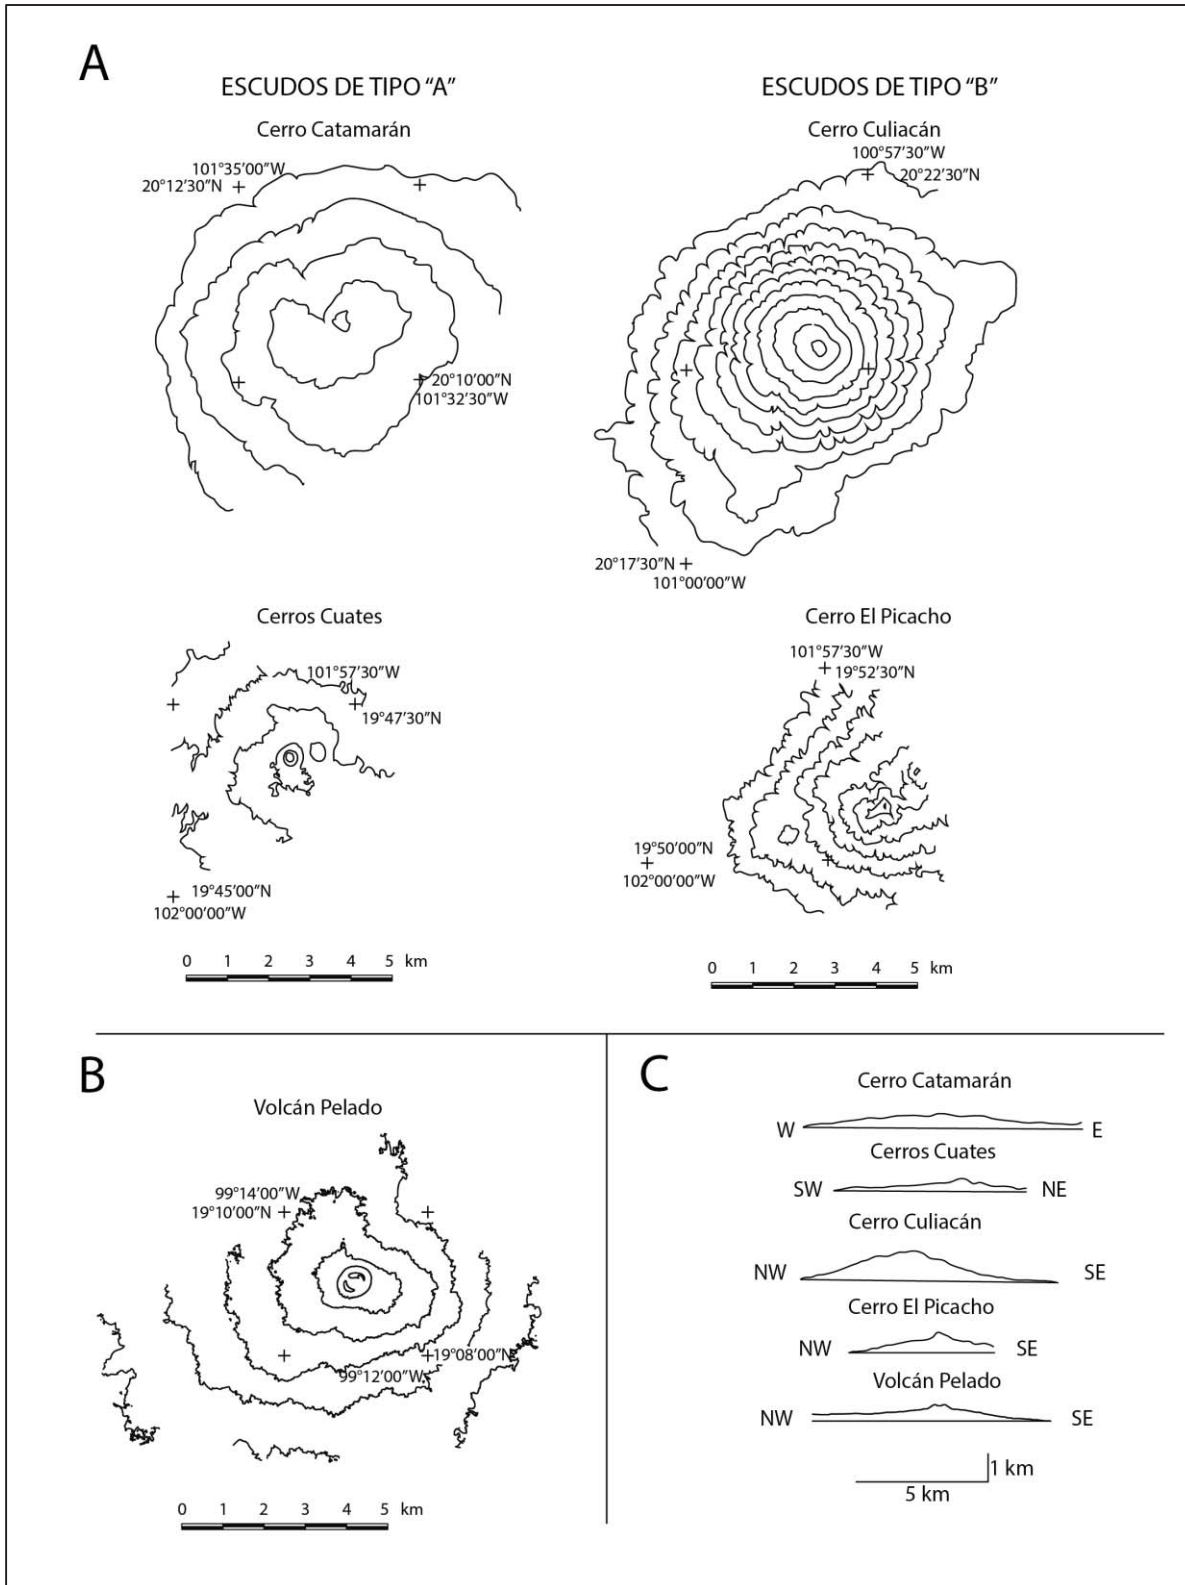 A
ESCUDOS DE TIPO “A”
Cerro Catamarán
101°35’00”W
20°12’30”N
20°10’00”N
101°32’30”W
ESCUDOS DE TIPO “B”
Cerro Culiacán
100°57’30”W
20°22’30”N
20°17’30”N
101°00’00”W
Cerros Cuates
101°57’30”W
19°47’30”N
19°45’00”N
102°00’00”W
0 1 2 3 4 5 km
Cerro El Picacho
101°57’30”W
19°52’30”N
19°50’00”N
102°00’00”W
0 1 2 3 4 5 km
B
Volcán Pelado
99°14’00”W
19°10’00”N
19°08’00”N
99°12’00”W
0 1 2 3 4 5 km
C
Cerro Catamarán
W E
Cerros Cuates
SW NE
Cerro Culiacán
NW SE
Cerro El Picacho
NW SE
Volcán Pelado
NW SE
1 km
5 km